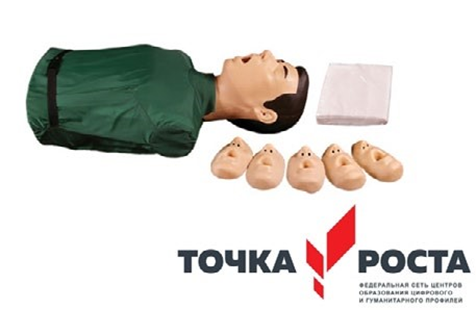 ТОЧКА РОСТА
ФЕДЕРАЛЬНАЯ СЕТЬ ЦЕНТРОВ
ОБРАЗОВАНИЯ ЦИФРОВОГО
И ГУМАНИТАРНОГО ПРОФИЛЕЙ